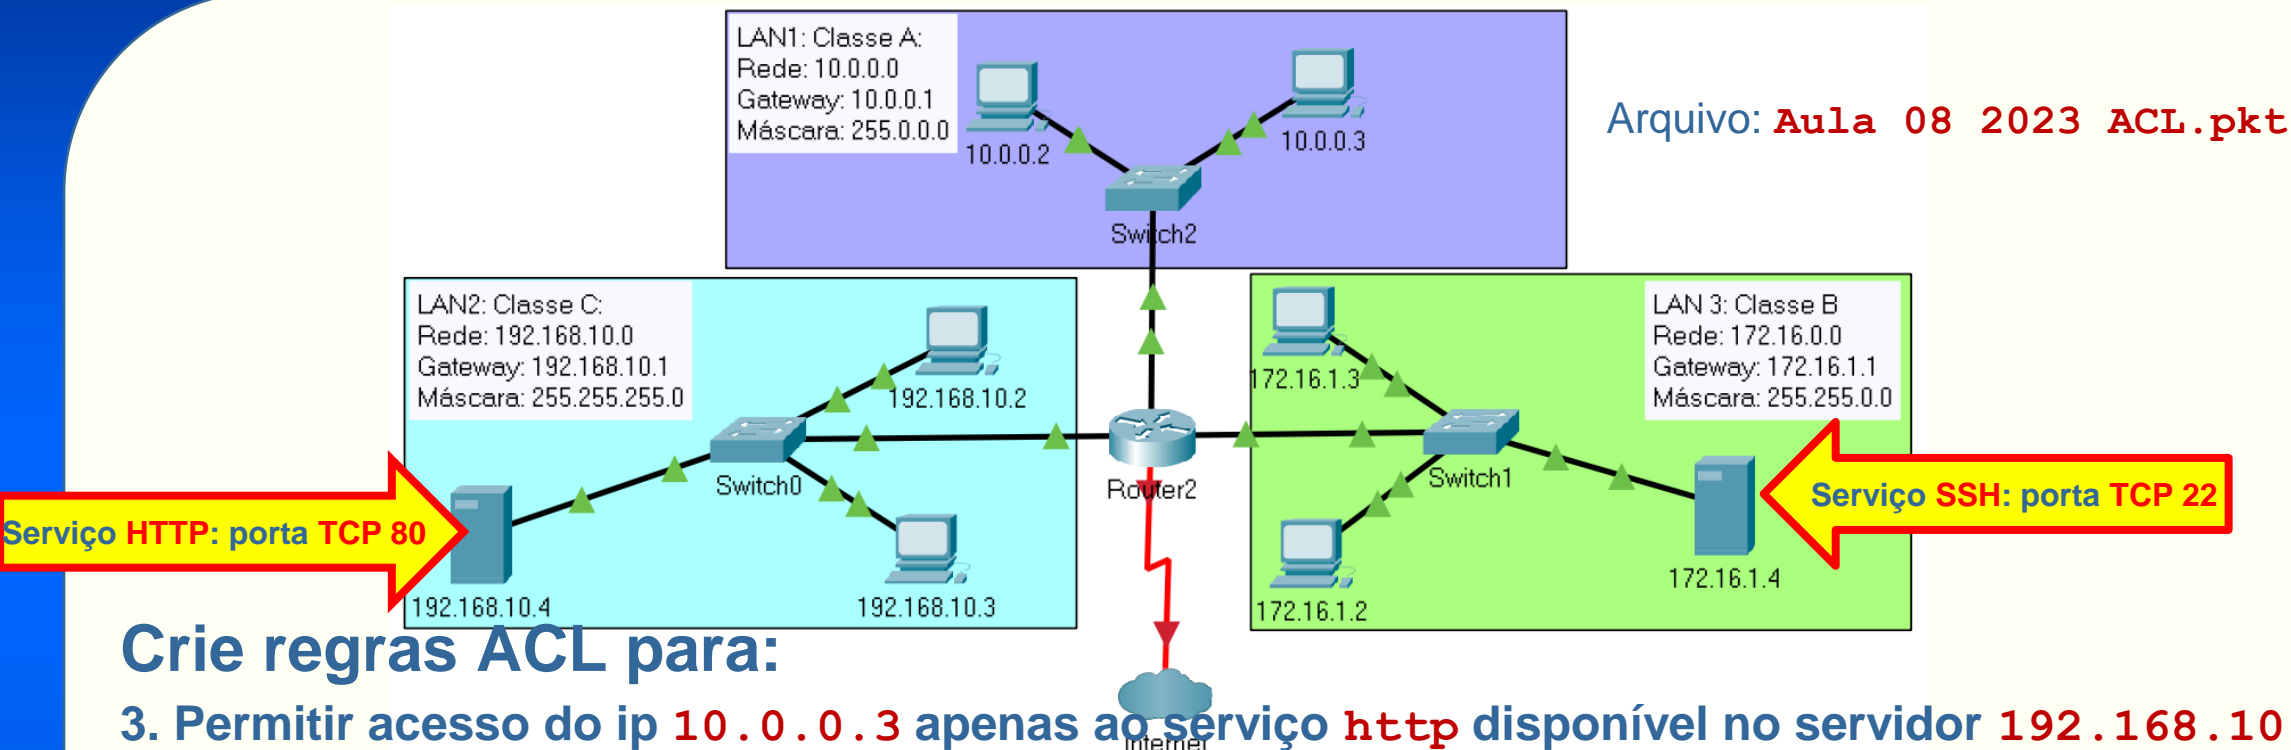 LAN1: Classe A:
Rede: 10.0.0.0
Gateway: 10.0.0.1
Máscara: 255.0.0.0
10.0.0.2
10.0.0.3
Switch2
Arquivo: Aula 08 2023 ACL.pkt
LAN2: Classe C:
Rede: 192.168.10.0
Gateway: 192.168.10.1
Máscara: 255.255.255.0
192.168.10.2
Switch0
192.168.10.4
192.168.10.3
Serviço HTTP: porta TCP 80
Router2
LAN 3: Classe B
Rede: 172.16.0.0
Gateway: 172.16.1.1
Máscara: 255.255.0.0
172.16.1.3
Switch1
172.16.1.2
172.16.1.4
Serviço SSH: porta TCP 22
Internet
Crie regras ACL para:
3. Permitir acesso do ip 10.0.0.3 apenas ao serviço http disponível no servidor 192.168.10